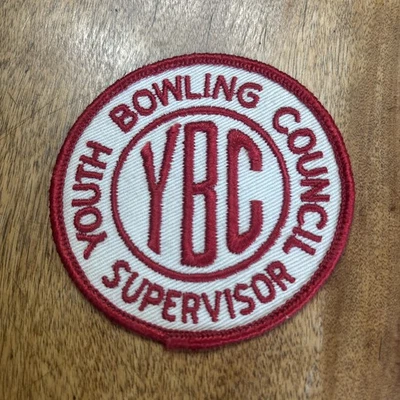 YOUTH BOWLING COUNCIL
YBC
SUPERVISOR